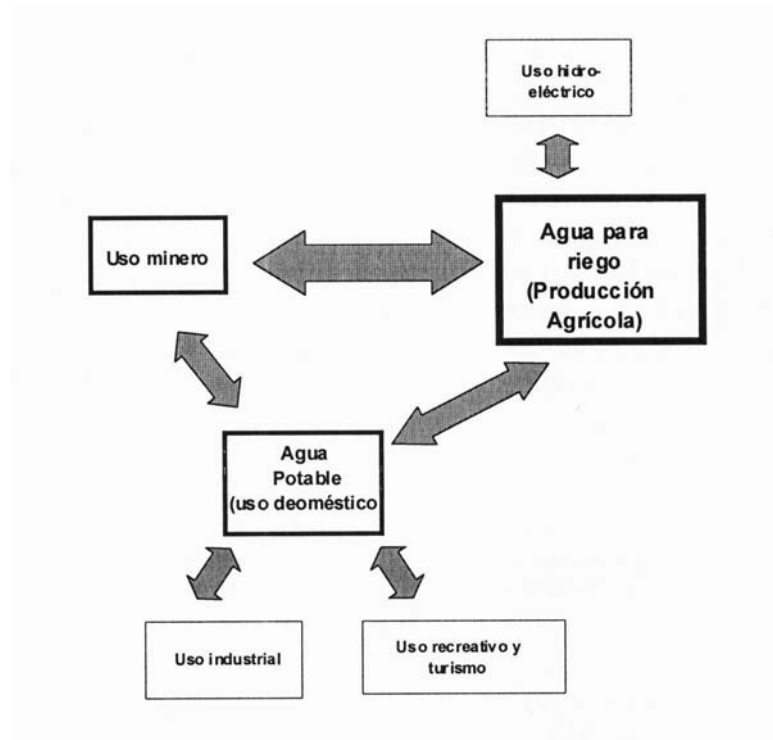 Uso hidro-
eléctrico
Agua para
riego
(Producción
Agrícola)
Uso minero
Agua
Potable
(uso deoméstico
Uso industrial
Uso recreativo y
turismo